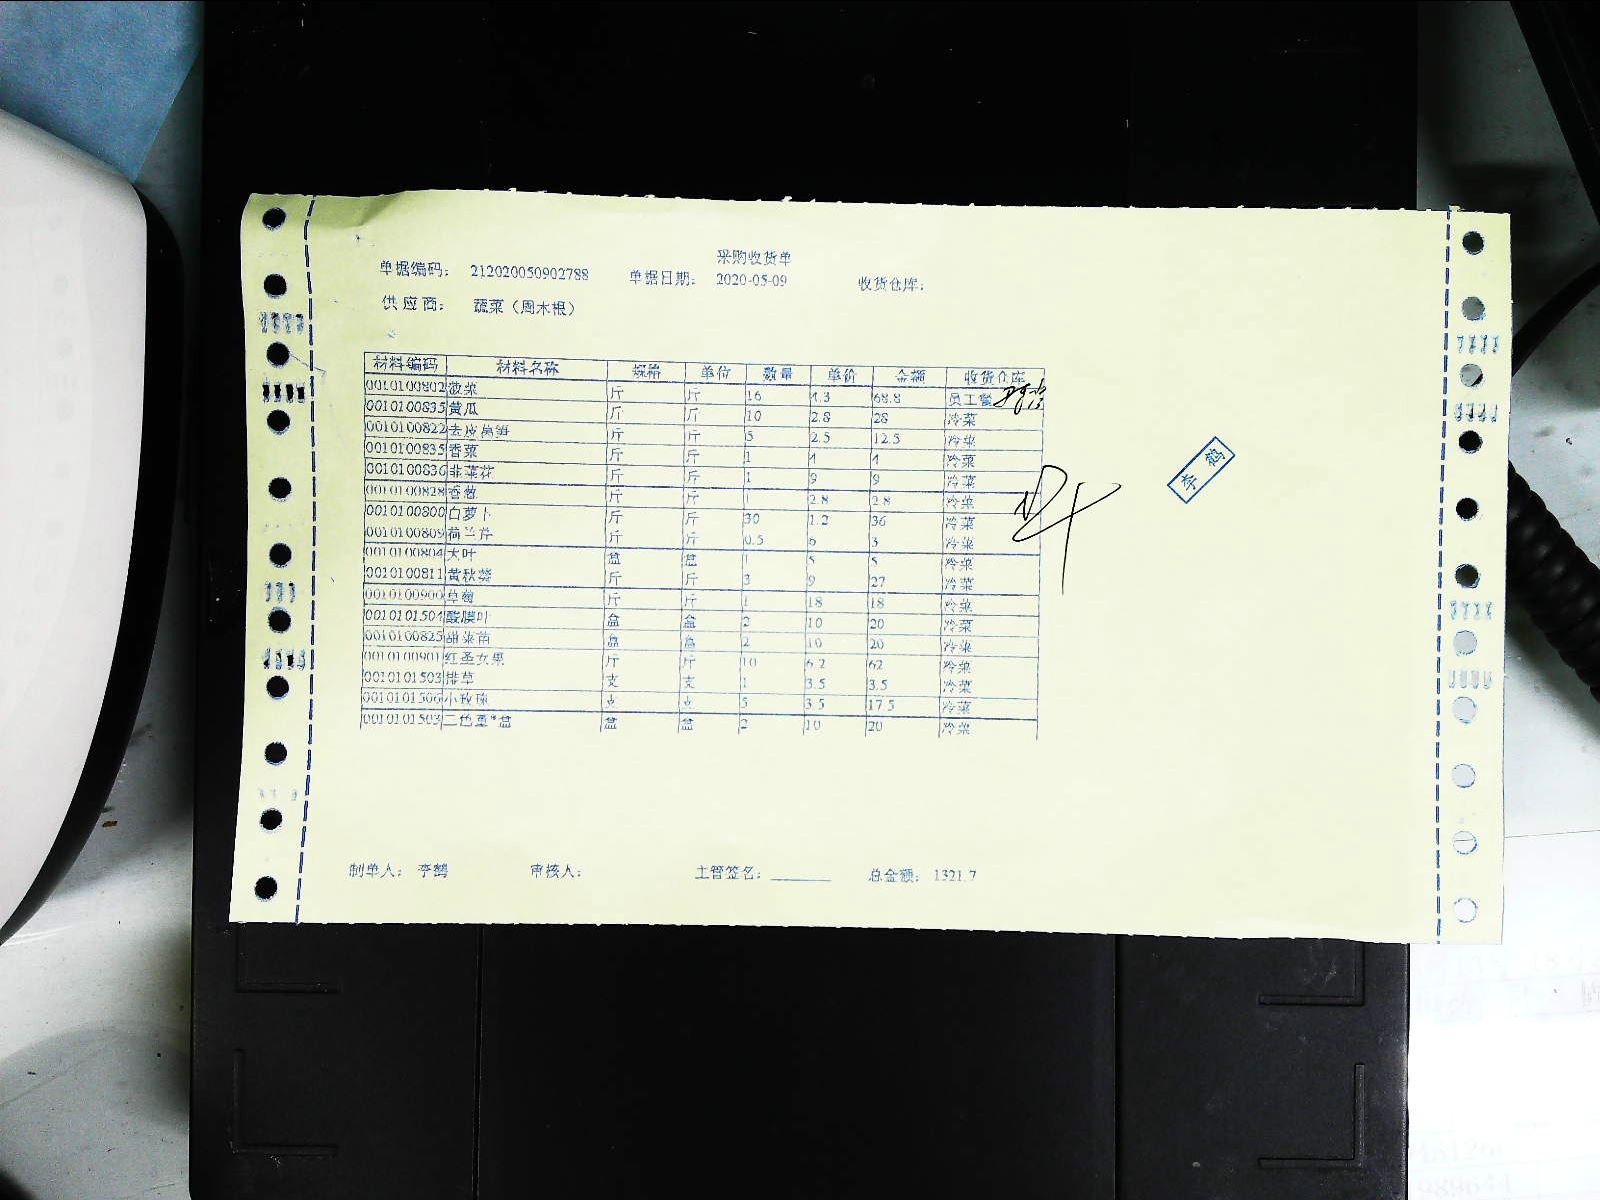 采购收货单
单据编码： 212020050902788 单据日期： 2020-05-09 收货仓库：
供应商： 蔬菜（周木根）
材料编码 材料名称 规格 单位 数量 单价 金额 收货仓库
0010100802 菠菜 斤 斤 16 4.3 68.8 员工餐
0010100835 黄瓜 斤 斤 10 2.8 28 冷菜
0010100822 去皮莴笋 斤 斤 5 2.5 12.5 冷菜
0010100835 香菜 斤 斤 1 4 4 冷菜
0010100836 韭菜花 斤 斤 1 9 9 冷菜
0010100828 香葱 斤 斤 1 2.8 2.8 冷菜
0010100800 白萝卜 斤 斤 30 1.2 36 冷菜
0010100809 荷兰芹 斤 斤 0.5 6 3 冷菜
0010100804 大叶 盒 盒 1 5 5 冷菜
0010100811 黄秋葵 斤 斤 3 9 27 冷菜
0010100900 草莓 斤 斤 1 18 18 冷菜
0010101504 酸膜叶 盒 盒 2 10 20 冷菜
0010100825 甜菜苗 盒 盒 2 10 20 冷菜
0010100901 红圣女果 斤 斤 10 6.2 62 冷菜
0010101503 排草 支 支 1 3.5 3.5 冷菜
0010101506 小玫瑰 5 3.5 17.5 冷菜
0010101503 三色堇*盒 盒 盒 2 10 20 冷菜
李鹤
制单人： 李鹤 审核人： 主管签名： 总金额： 1321.7